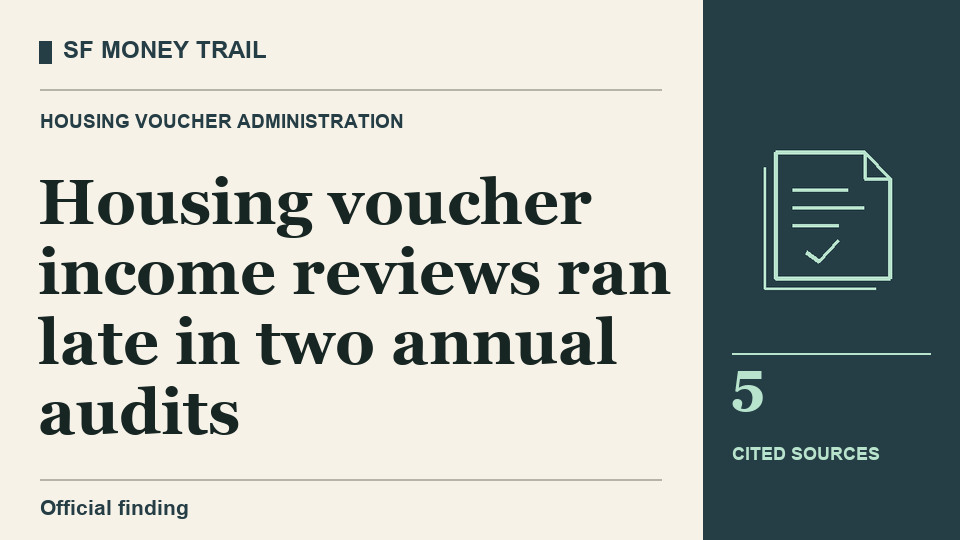 SF MONEY TRAIL
HOUSING VOUCHER ADMINISTRATION
Housing voucher
income reviews ran
late in two annual
audits
Official finding
5
CITED SOURCES